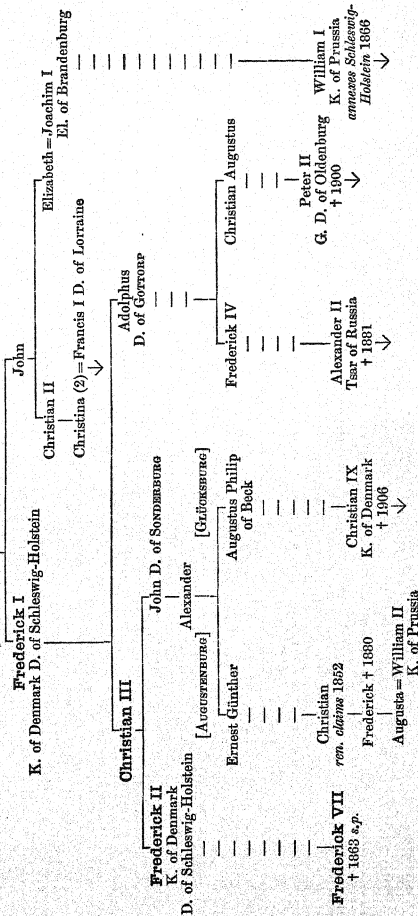 John
Frederick I
K. of Denmark D. of Schleswig-Holstein
Christian II
Elizabeth=Joachim I
El. of Brandenburg
Christina (2)=Francis I D. of Lorraine
Christian III
Adolphus
D. of GOTTORP
Frederick II
K. of Denmark
D. of Schleswig-Holstein
John D. of SONDERBURG
Alexander
[AUGUSTENBURG]
[GLÜCKSBURG]
Ernest Günther
Augustus Philip
of Beck
Frederick IV
Christian Augustus
Frederick VII
† 1863 s.p.
Christian
ren. claims 1852
Frederick † 1880
Augusta=William II
K. of Prussia
Christian IX
K. of Denmark
† 1906
Alexander II
Tsar of Russia
† 1881
Peter II
G. D. of Oldenburg
† 1900
William I
K. of Prussia
annexes Schleswig-
Holstein 1866